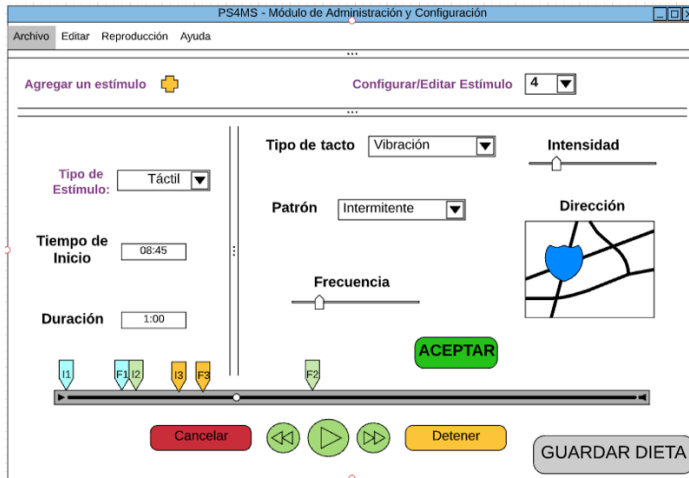 PS4MS - Módulo de Administración y Configuración
Archivo Editar Reproducción Ayuda
Agregar un estímulo
Configurar/Editar Estímulo 4
Tipo de tacto Vibración
Intensidad
Tipo de
Estímulo:
Táctil
Patrón Intermitente
Dirección
Tiempo de
Inicio
08:45
Frecuencia
Duración 1:00
ACEPTAR
I1 F1 I2 I3 F3 F2
Cancelar
Detener
GUARDAR DIETA